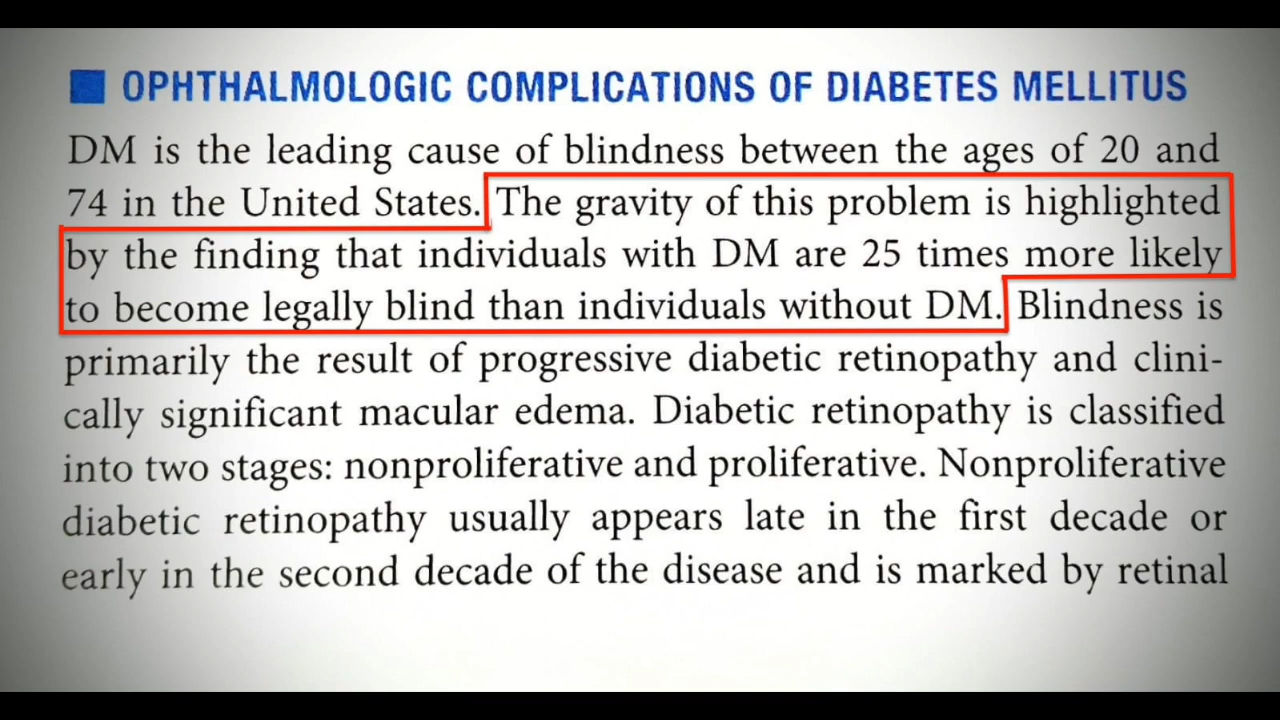 OPHTHALMOLOGIC COMPLICATIONS OF DIABETES MELLITUS
DM is the leading cause of blindness between the ages of 20 and
74 in the United States. The gravity of this problem is highlighted
by the finding that individuals with DM are 25 times more likely
to become legally blind than individuals without DM. Blindness is
primarily the result of progressive diabetic retinopathy and clini-
cally significant macular edema. Diabetic retinopathy is classified
into two stages: nonproliferative and proliferative. Nonproliferative
diabetic retinopathy usually appears late in the first decade or
early in the second decade of the disease and is marked by retinal